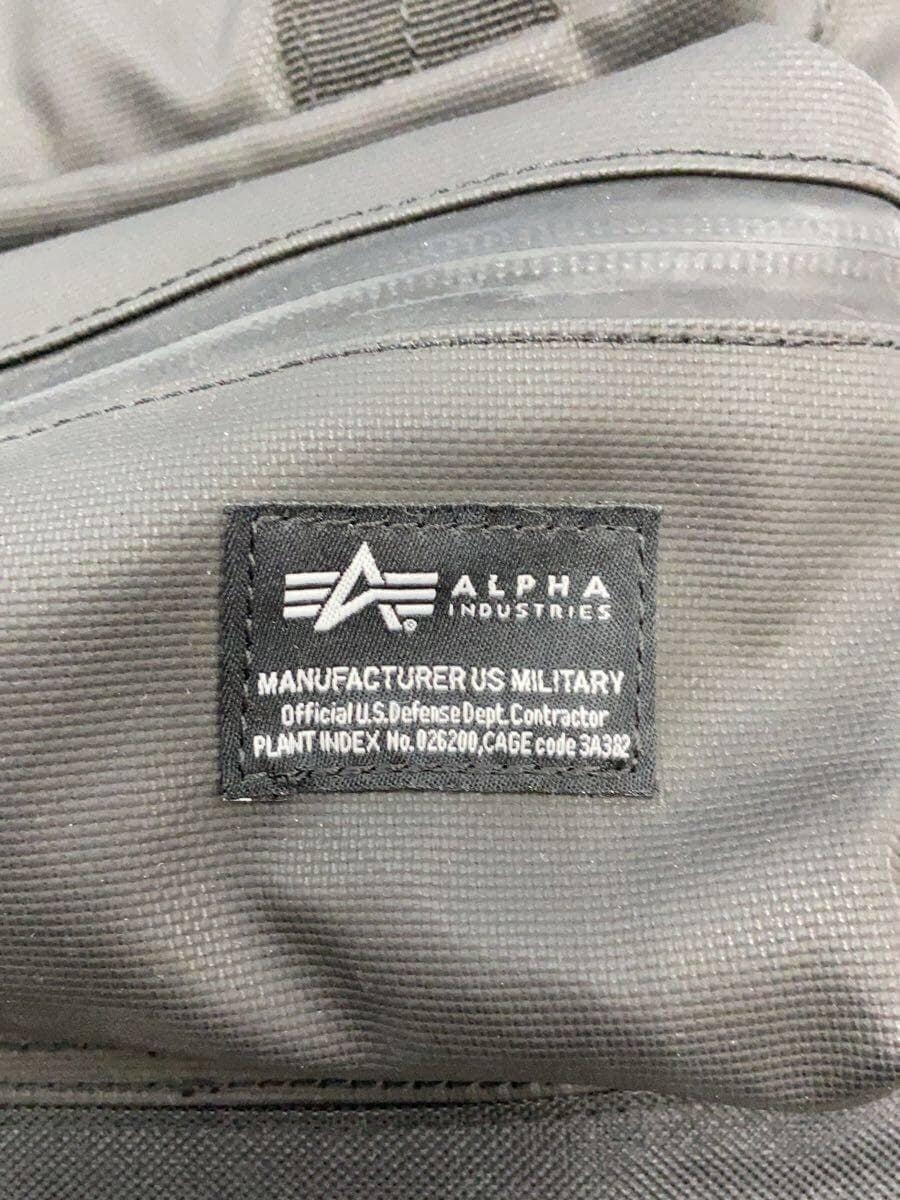 ALPHA
INDUSTRIES
MANUFACTURER US MILITARY
Official U.S.Defense Dept.Contractor
PLANT INDEX No.026200,CAGE code 3A382